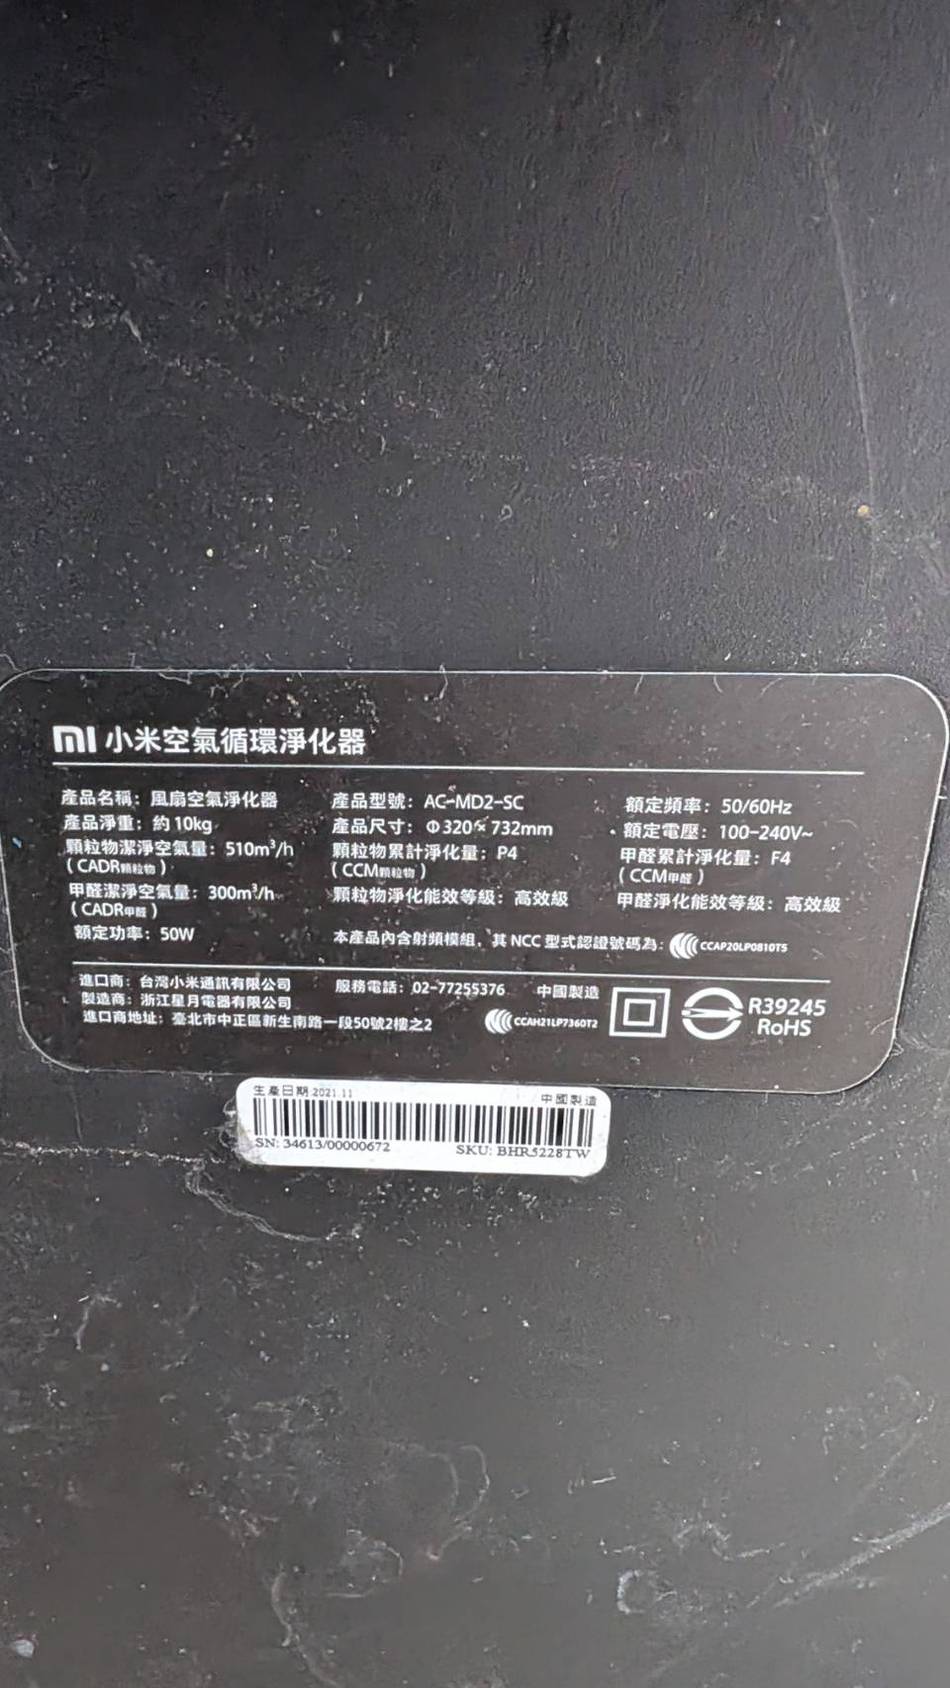 mi 小米空氣循環淨化器
產品名稱：風扇空氣淨化器
產品淨重：約10kg
顆粒物潔淨空氣量：510m³/h
（CADR顆粒物）
甲醛潔淨空氣量：300m³/h
（CADR甲醛）
額定功率：50W
產品型號：AC-MD2-SC
產品尺寸：Φ320×732mm
顆粒物累計淨化量：P4
（CCM顆粒物）
顆粒物淨化能效等級：高效級
額定頻率：50/60Hz
額定電壓：100-240V~
甲醛累計淨化量：F4
（CCM甲醛）
甲醛淨化能效等級：高效級
本產品內含射頻模組，其 NCC 型式認證號碼為：CCAP20LP0810T5
進口商：台灣小米通訊有限公司
製造商：浙江星月電器有限公司
進口商地址：臺北市中正區新生南路一段50號2樓之2
服務電話：02-77255376 中國製造
CCAH21LP7360T2
R39245
RoHS
生產日期 2021.11 中國製造
SN: 34613/00000672 SKU: BHR5228TW